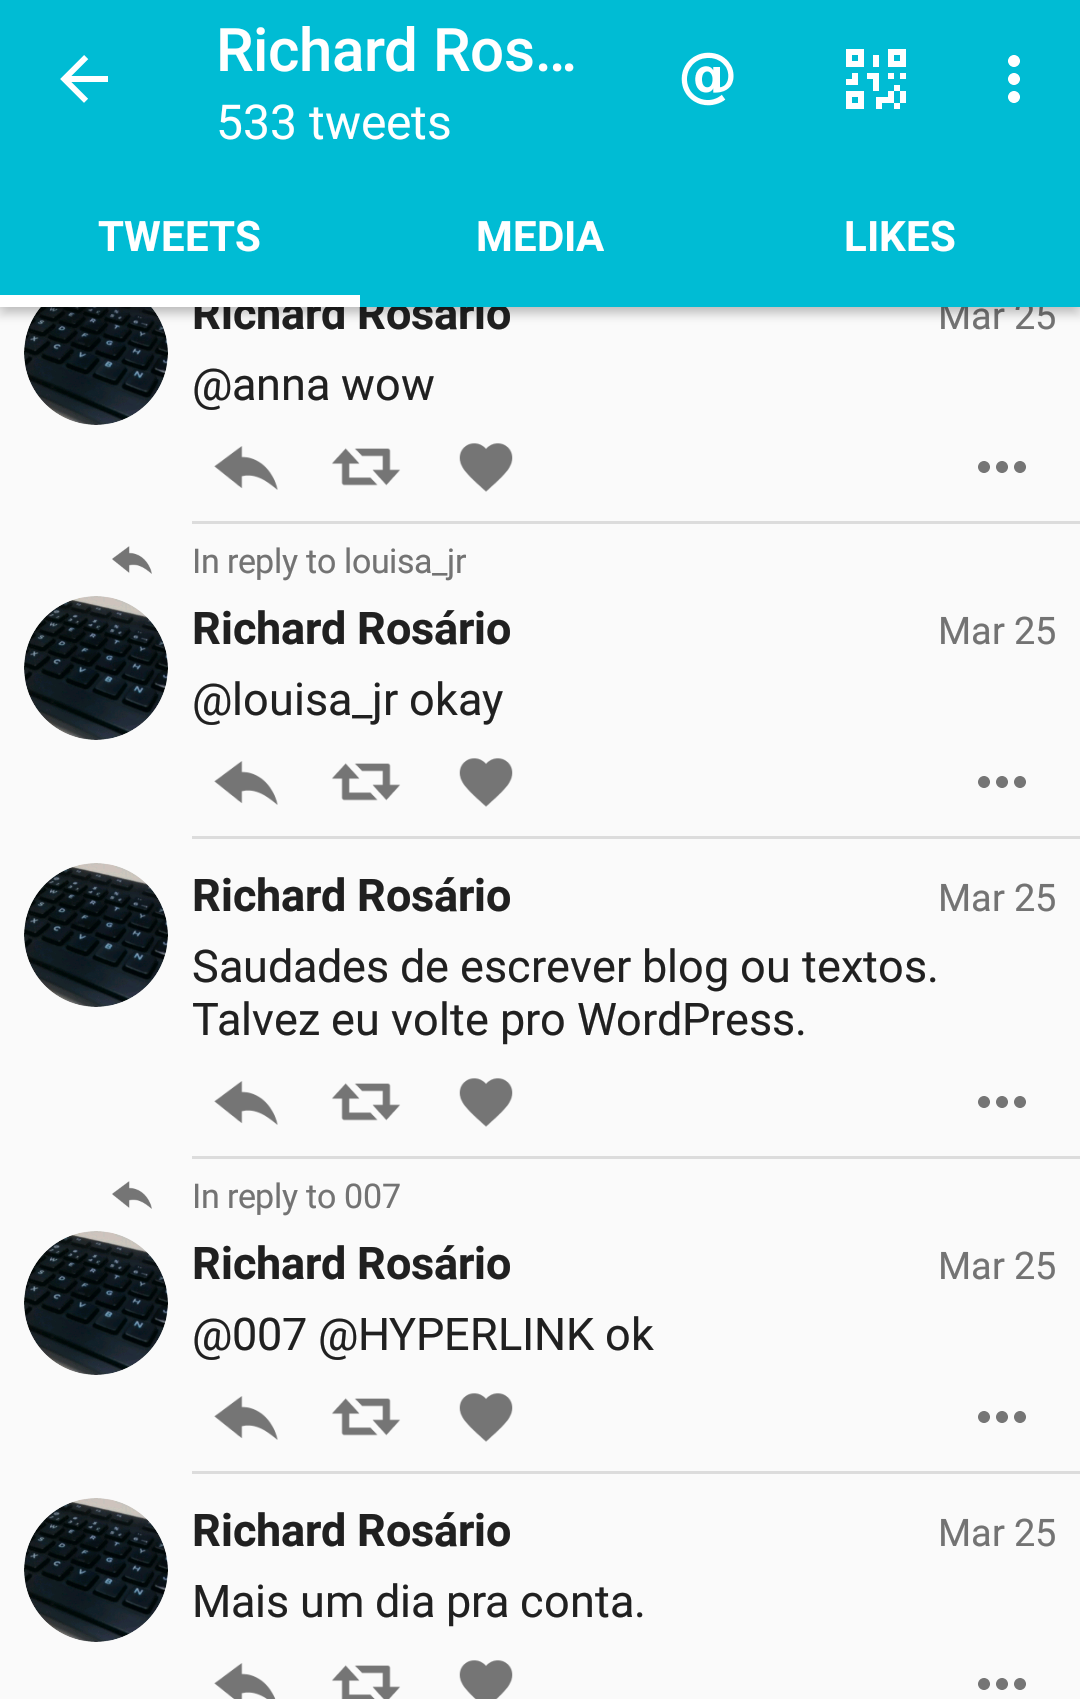 Richard Ros...
533 tweets
@
TWEETS MEDIA LIKES
Richard Rosário Mar 25
@anna wow
In reply to louisa_jr
Richard Rosário Mar 25
@louisa_jr okay
Richard Rosário Mar 25
Saudades de escrever blog ou textos.
Talvez eu volte pro WordPress.
In reply to 007
Richard Rosário Mar 25
@007 @HYPERLINK ok
Richard Rosário Mar 25
Mais um dia pra conta.